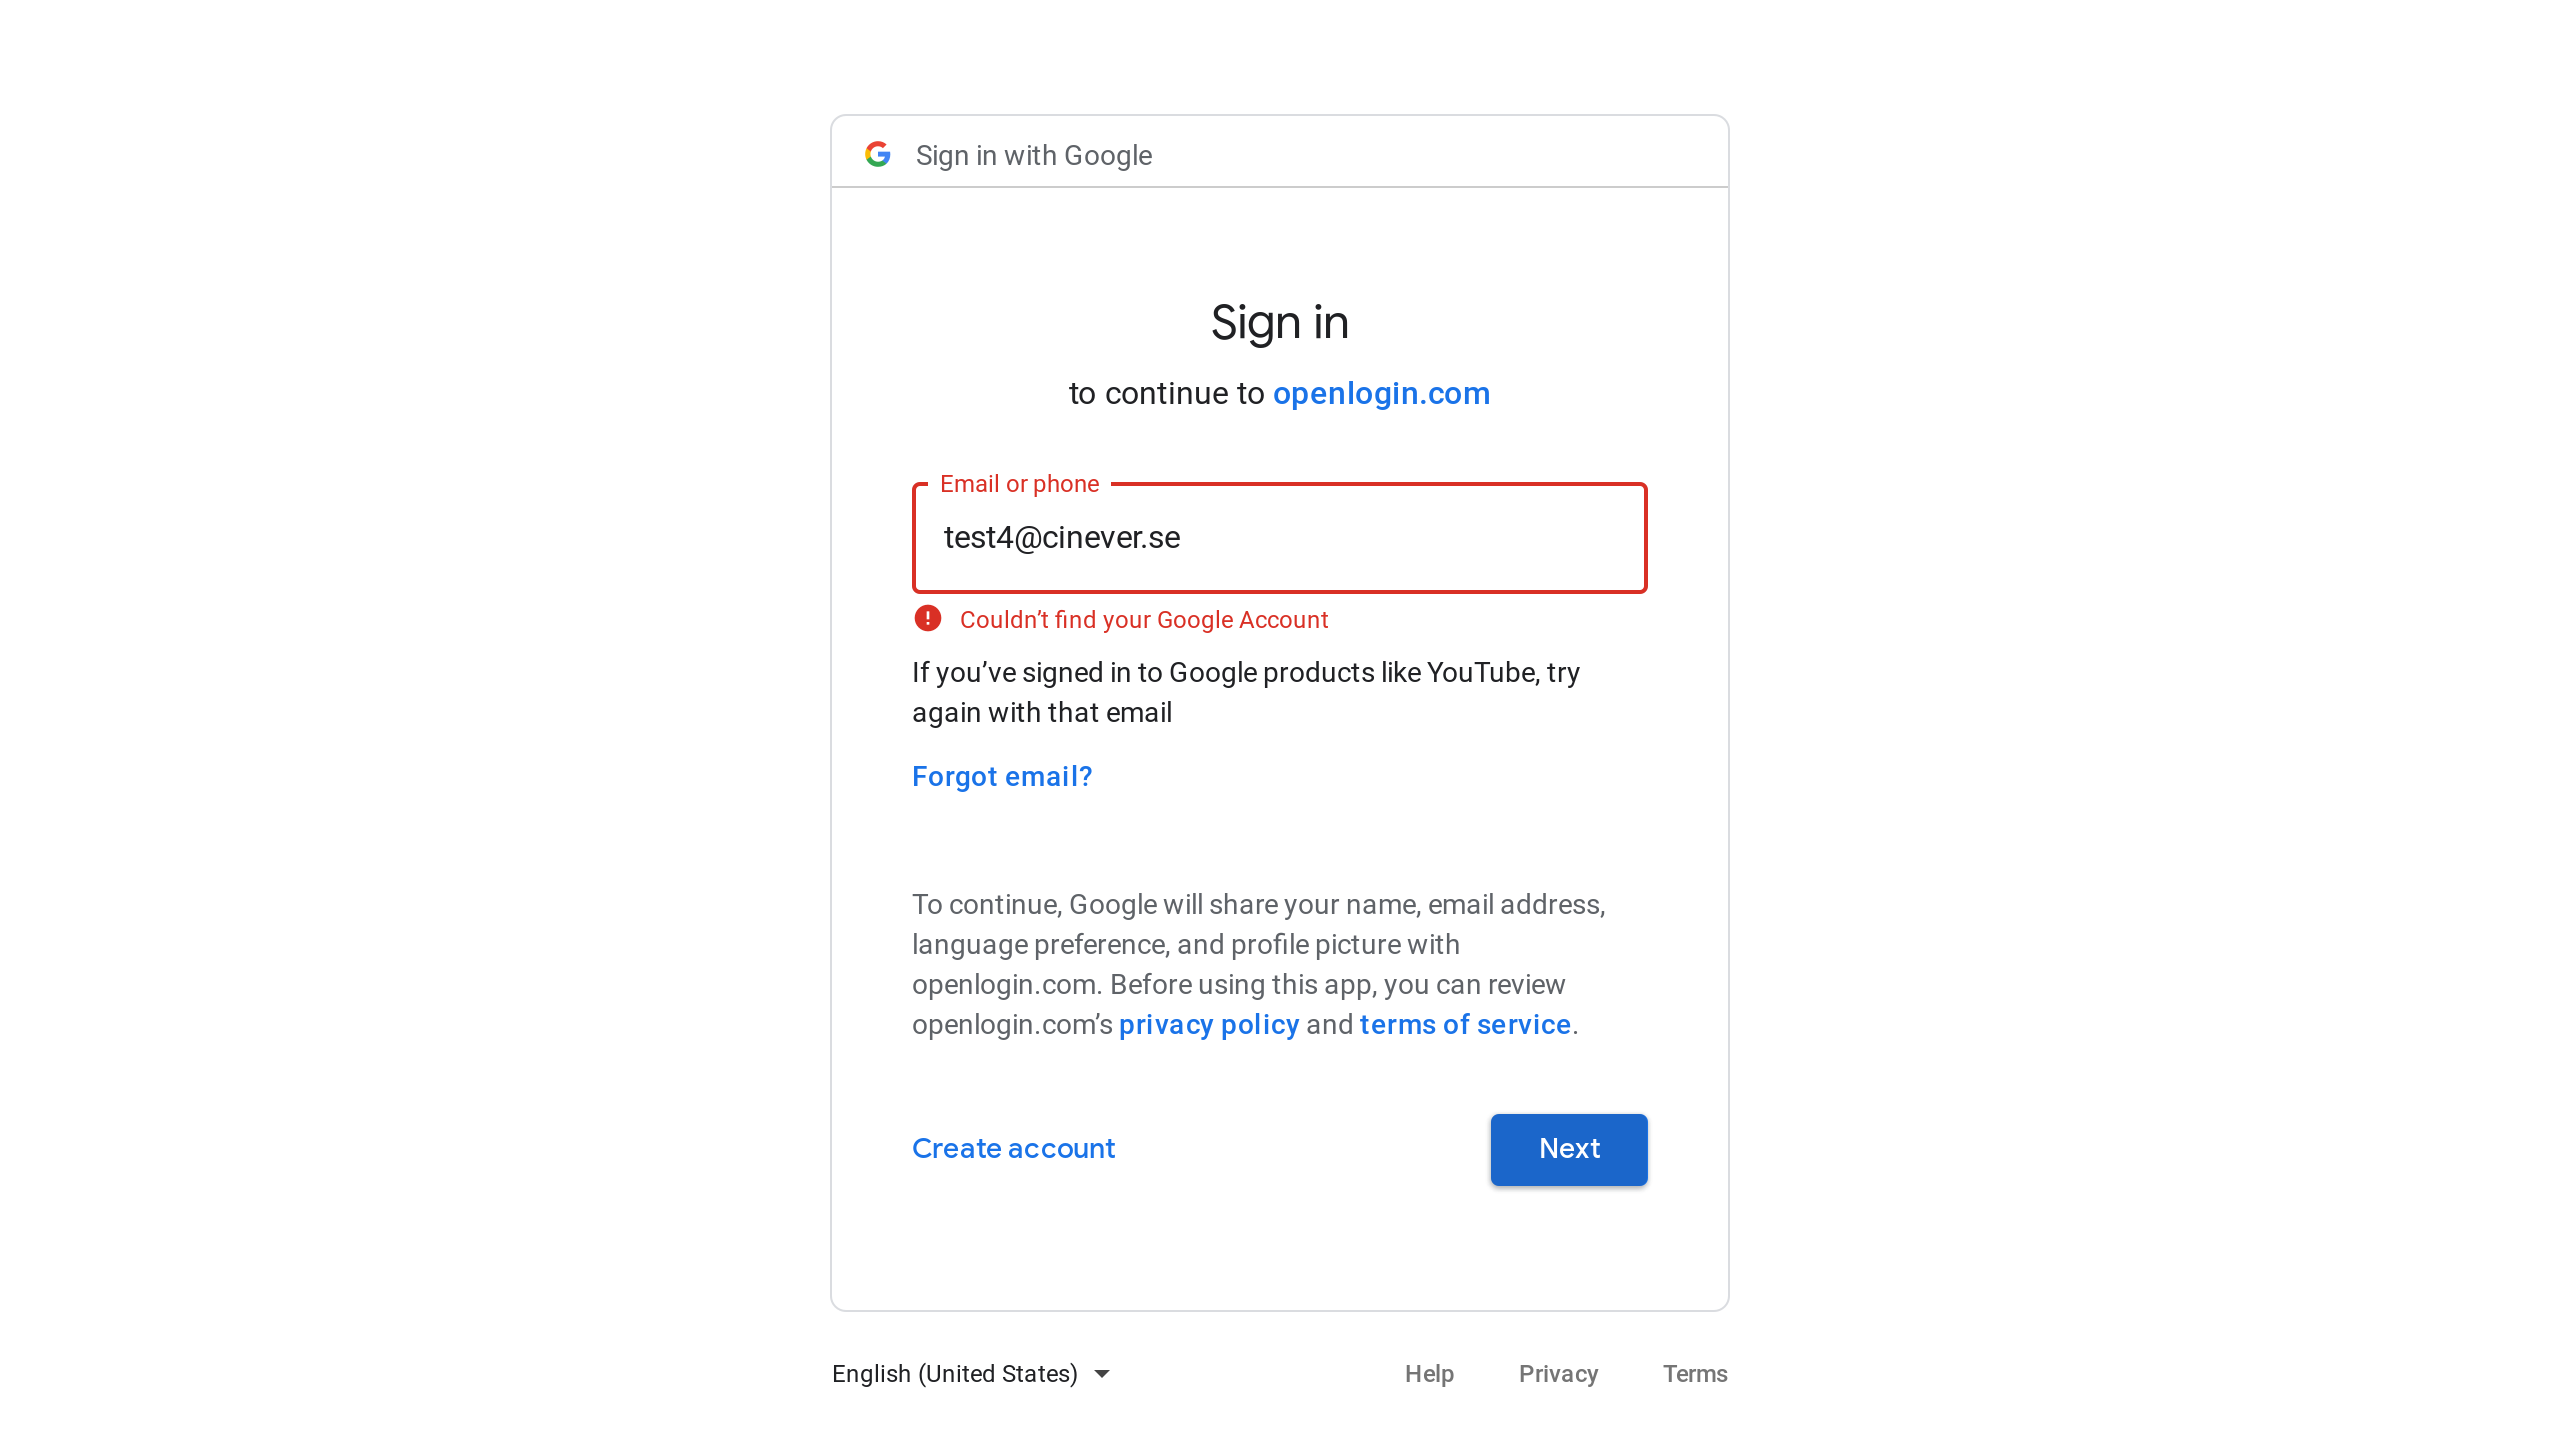 Sign in with Google
Sign in
to continue to openlogin.com
Email or phone
test4@cinever.se
Couldn’t find your Google Account
If you’ve signed in to Google products like YouTube, try
again with that email
Forgot email?
To continue, Google will share your name, email address,
language preference, and profile picture with
openlogin.com. Before using this app, you can review
openlogin.com’s privacy policy and terms of service.
Create account
Next
English (United States)
Help
Privacy
Terms